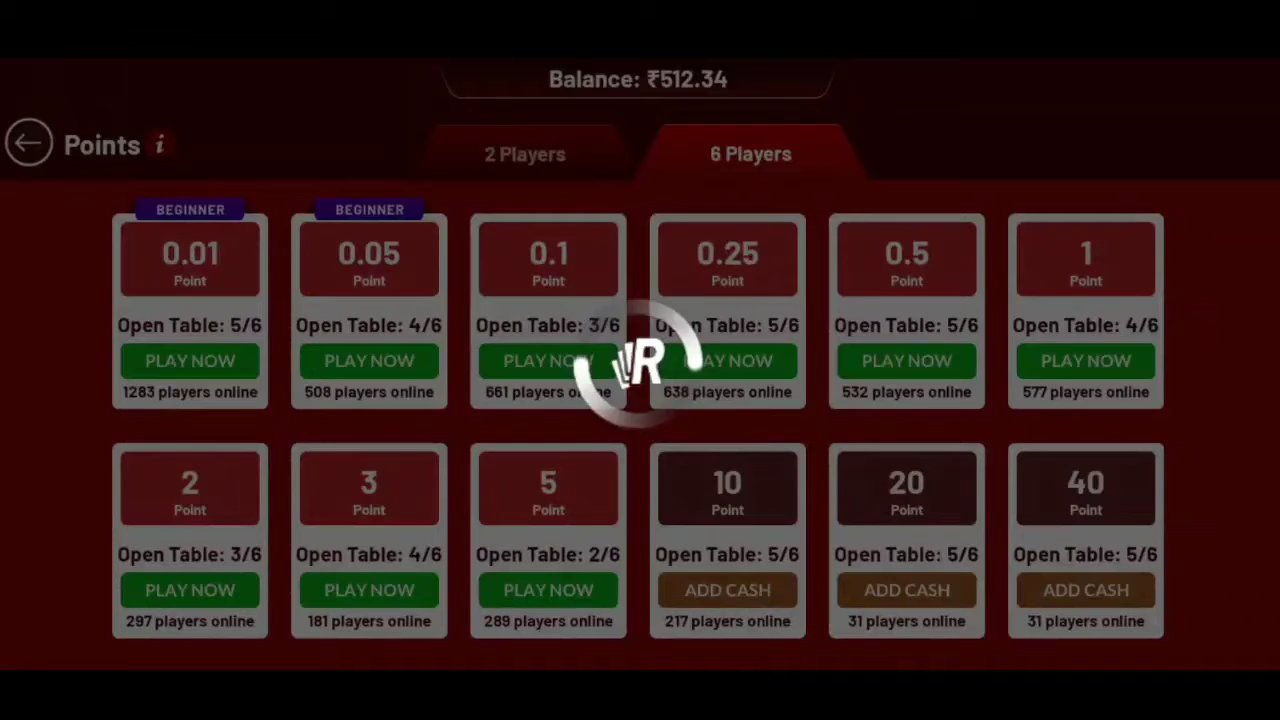 Balance: ₹512.34
Points i
2 Players
6 Players
BEGINNER
0.01
Point
Open Table: 5/6
PLAY NOW
1283 players online
BEGINNER
0.05
Point
Open Table: 4/6
PLAY NOW
508 players online
0.1
Point
Open Table: 3/6
PLAY NOW
661 players online
0.25
Point
Open Table: 5/6
PLAY NOW
638 players online
0.5
Point
Open Table: 5/6
PLAY NOW
532 players online
1
Point
Open Table: 4/6
PLAY NOW
577 players online
R
2
Point
Open Table: 3/6
PLAY NOW
297 players online
3
Point
Open Table: 4/6
PLAY NOW
181 players online
5
Point
Open Table: 2/6
PLAY NOW
289 players online
10
Point
Open Table: 5/6
ADD CASH
217 players online
20
Point
Open Table: 5/6
ADD CASH
31 players online
40
Point
Open Table: 5/6
ADD CASH
31 players online